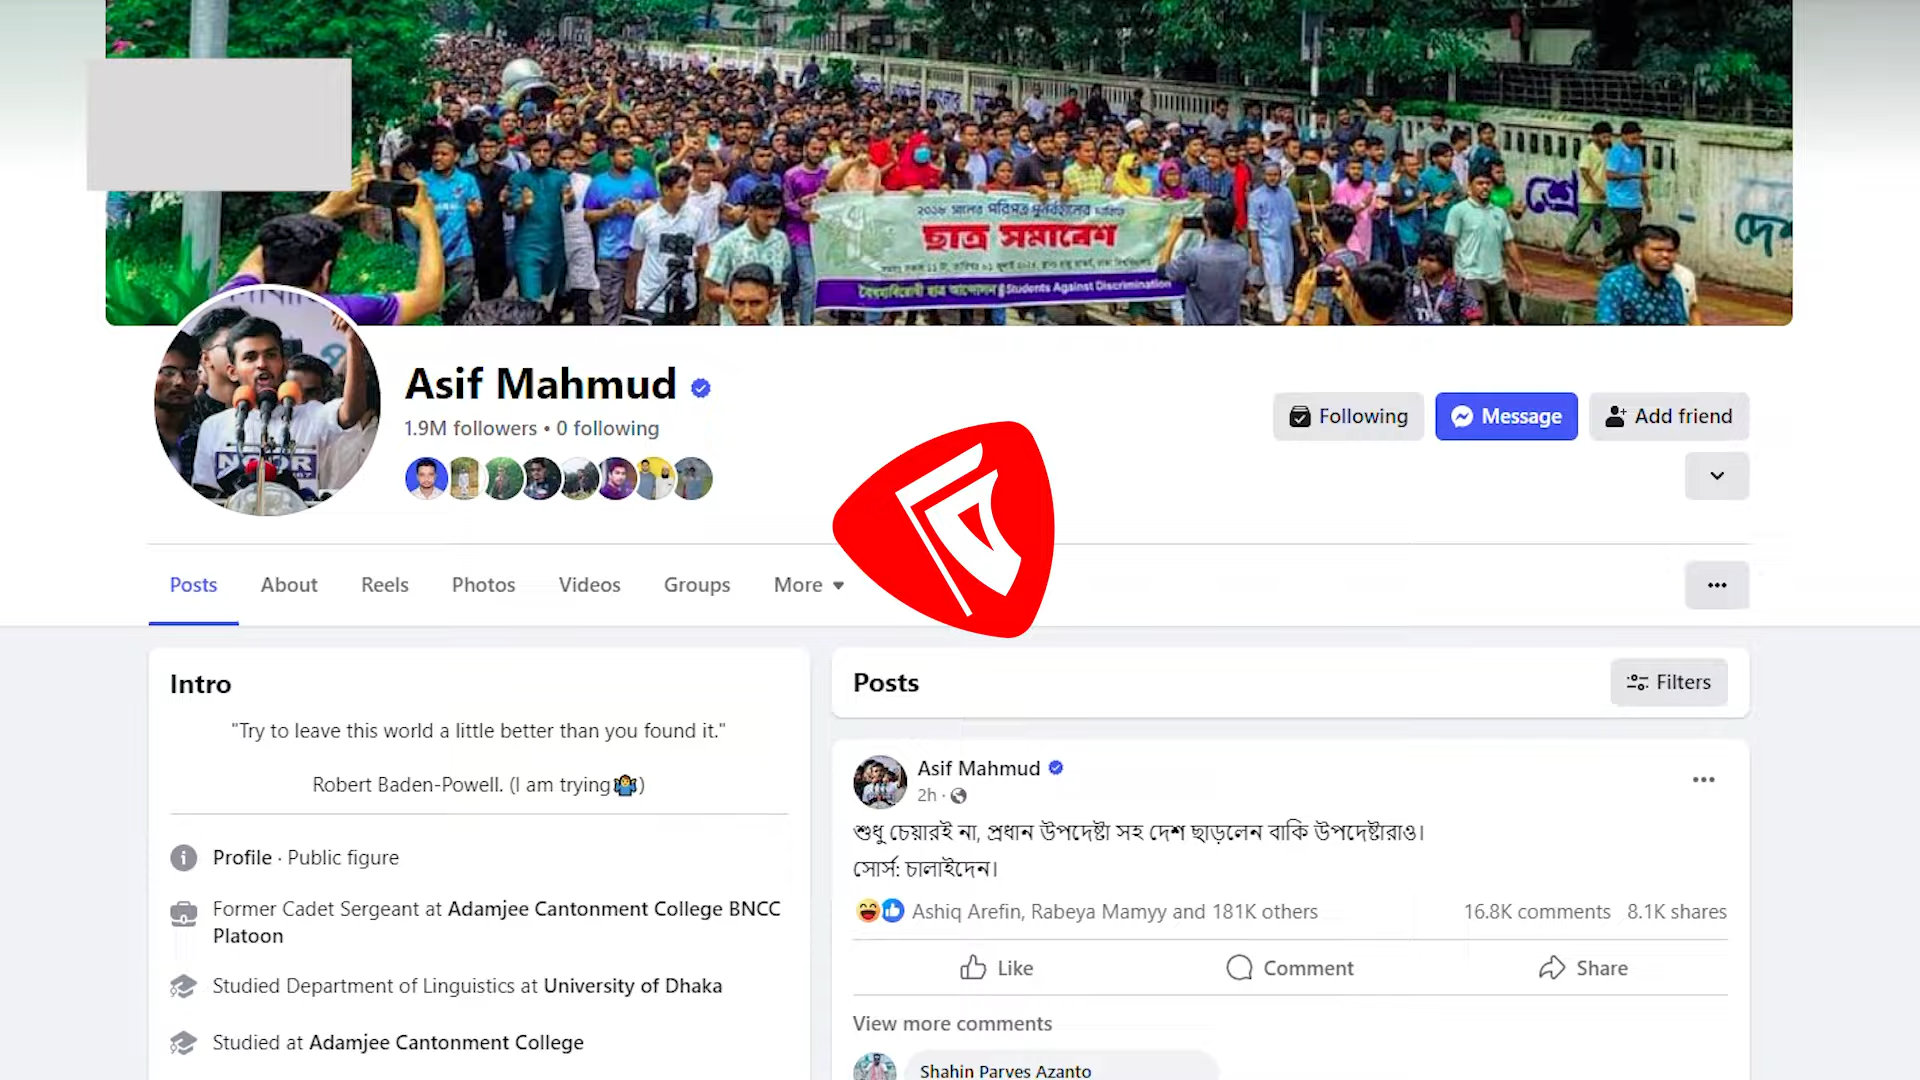 ছাত্র সমাবেশ
বৈষম্যবিরোধী ছাত্র আন্দোলন Students Against Discrimination
Asif Mahmud
1.9M followers • 0 following
Following
Message
Add friend
Posts
About
Reels
Photos
Videos
Groups
More
Intro
"Try to leave this world a little better than you found it."
Robert Baden-Powell. (I am trying🤷)
Profile · Public figure
Former Cadet Sergeant at Adamjee Cantonment College BNCC
Platoon
Studied Department of Linguistics at University of Dhaka
Studied at Adamjee Cantonment College
Posts
Filters
Asif Mahmud
2h ·
শুধু চেয়ারই না, প্রধান উপদেষ্টা সহ দেশ ছাড়লেন বাকি উপদেষ্টারাও।
সোর্স: চালাইদেন।
Ashiq Arefin, Rabeya Mamyy and 181K others
16.8K comments 8.1K shares
Like
Comment
Share
View more comments
Shahin Parves Azanto